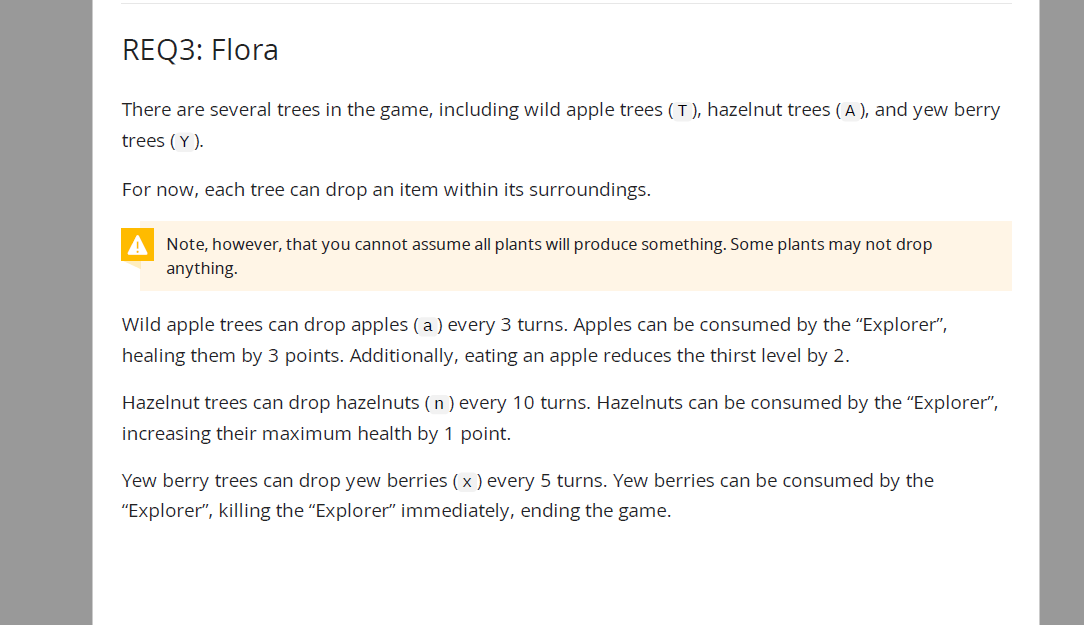 REQ3: Flora
There are several trees in the game, including wild apple trees ( T ), hazelnut trees ( A ), and yew berry
trees ( Y ).
For now, each tree can drop an item within its surroundings.
Note, however, that you cannot assume all plants will produce something. Some plants may not drop
anything.
Wild apple trees can drop apples ( a ) every 3 turns. Apples can be consumed by the “Explorer”,
healing them by 3 points. Additionally, eating an apple reduces the thirst level by 2.
Hazelnut trees can drop hazelnuts ( n ) every 10 turns. Hazelnuts can be consumed by the “Explorer”,
increasing their maximum health by 1 point.
Yew berry trees can drop yew berries ( x ) every 5 turns. Yew berries can be consumed by the
“Explorer”, killing the “Explorer” immediately, ending the game.